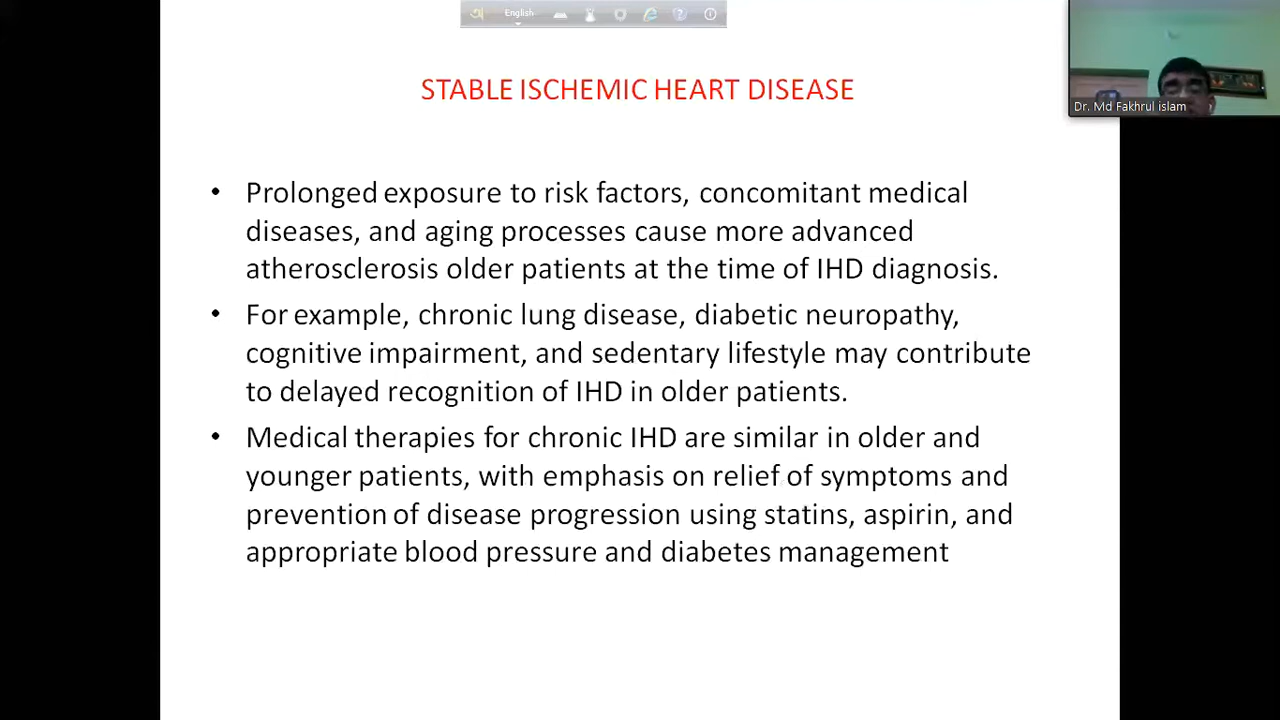 English
STABLE ISCHEMIC HEART DISEASE
Dr. Md Fakhrul islam
• Prolonged exposure to risk factors, concomitant medical
diseases, and aging processes cause more advanced
atherosclerosis older patients at the time of IHD diagnosis.
• For example, chronic lung disease, diabetic neuropathy,
cognitive impairment, and sedentary lifestyle may contribute
to delayed recognition of IHD in older patients.
• Medical therapies for chronic IHD are similar in older and
younger patients, with emphasis on relief of symptoms and
prevention of disease progression using statins, aspirin, and
appropriate blood pressure and diabetes management